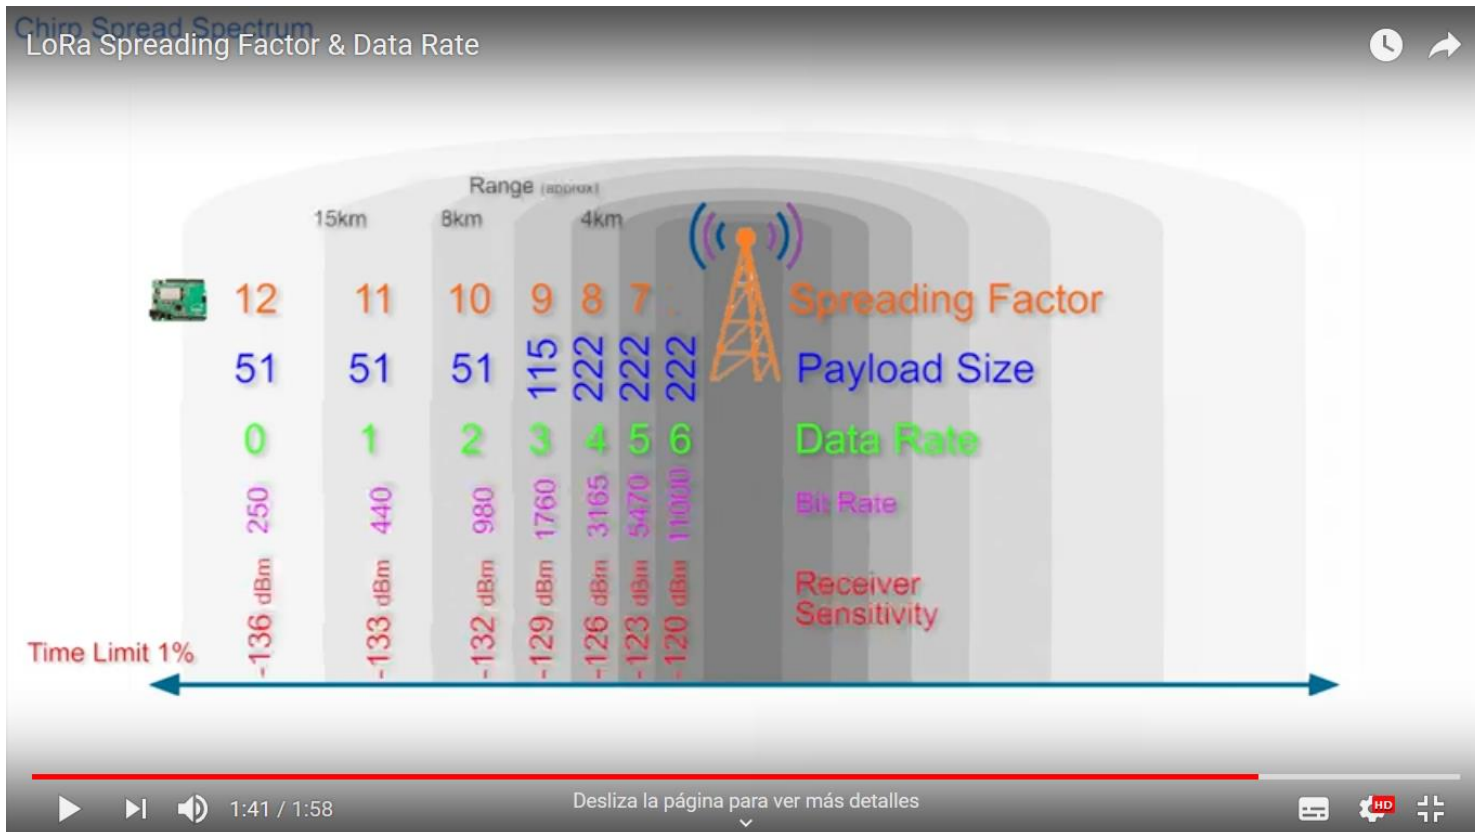 Chirp Spread Spectrum
LoRa Spreading Factor & Data Rate
Range (approx)
15km 8km 4km
12 11 10 9 8 7 . Spreading Factor
51 51 51 115 222 222 222 Payload Size
0 1 2 3 4 5 6 Data Rate
250 440 980 1760 3165 5470 11000 Bit Rate
-136 dBm -133 dBm -132 dBm -129 dBm -126 dBm -123 dBm -120 dBm Receiver
Sensitivity
Time Limit 1%
1:41 / 1:58
Desliza la página para ver más detalles
HD